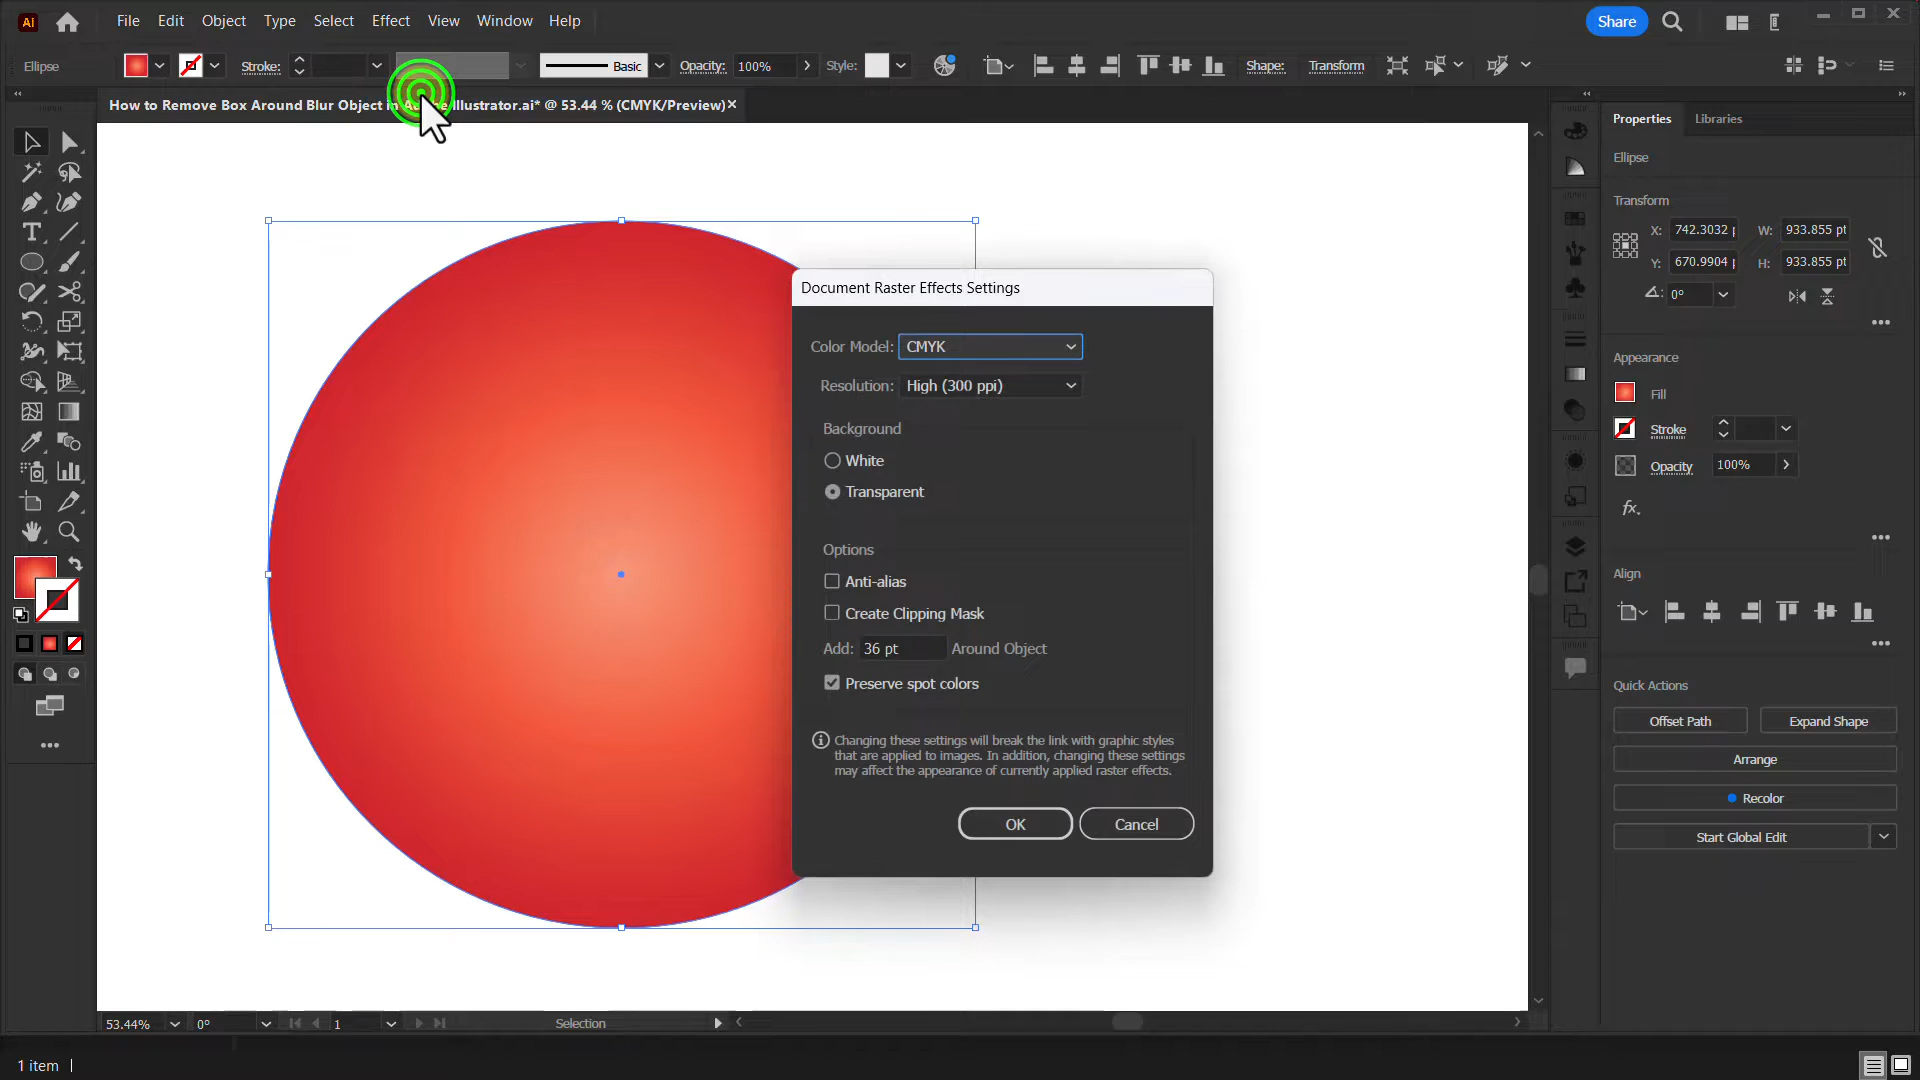 Ai File Edit Object Type Select Effect View Window Help Share
Ellipse Stroke: Basic Opacity: 100% Style: Shape: Transform
How to Remove Box Around Blur Object in Adobe Illustrator.ai* @ 53.44 % (CMYK/Preview)
Properties Libraries
Ellipse
Transform
X: 742.3032 W: 933.855 pt
Y: 670.9904 H: 933.855 pt
0°
Appearance
Fill
Stroke
Opacity 100%
fx.
Align
Quick Actions
Offset Path Expand Shape
Arrange
Recolor
Start Global Edit
Document Raster Effects Settings
Color Model: CMYK
Resolution: High (300 ppi)
Background
White
Transparent
Options
Anti-alias
Create Clipping Mask
Add: 36 pt Around Object
Preserve spot colors
Changing these settings will break the link with graphic styles
that are applied to images. In addition, changing these settings
may affect the appearance of currently applied raster effects.
OK Cancel
53.44% 0° 1 Selection
1 item